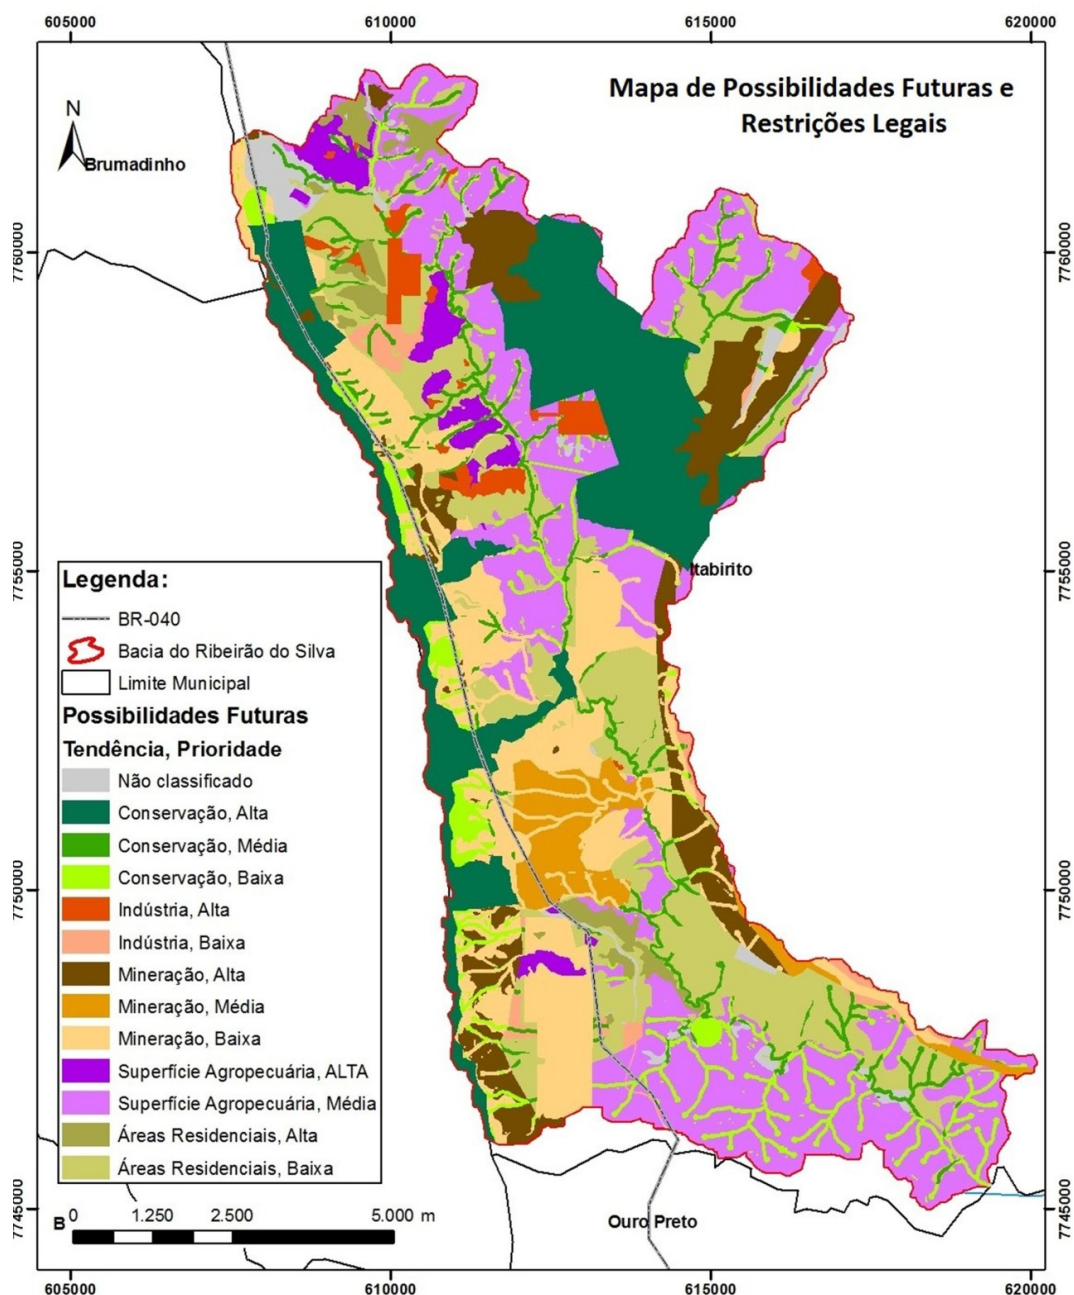 605000 610000 615000 620000
Mapa de Possibilidades Futuras e
Restrições Legais
N
Brumadinho
7760000 7760000
7755000 7755000
Itabirito
Legenda:
BR-040
Bacia do Ribeirão do Silva
Limite Municipal
Possibilidades Futuras
Tendência, Prioridade
Não classificado
Conservação, Alta
Conservação, Média
Conservação, Baixa
Indústria, Alta
Indústria, Baixa
Mineração, Alta
Mineração, Média
Mineração, Baixa
Superfície Agropecuária, ALTA
Superfície Agropecuária, Média
Áreas Residenciais, Alta
Áreas Residenciais, Baixa
7750000 7750000
7745000 7745000
B 0 1.250 2.500 5.000 m
Ouro Preto
605000 610000 615000 620000